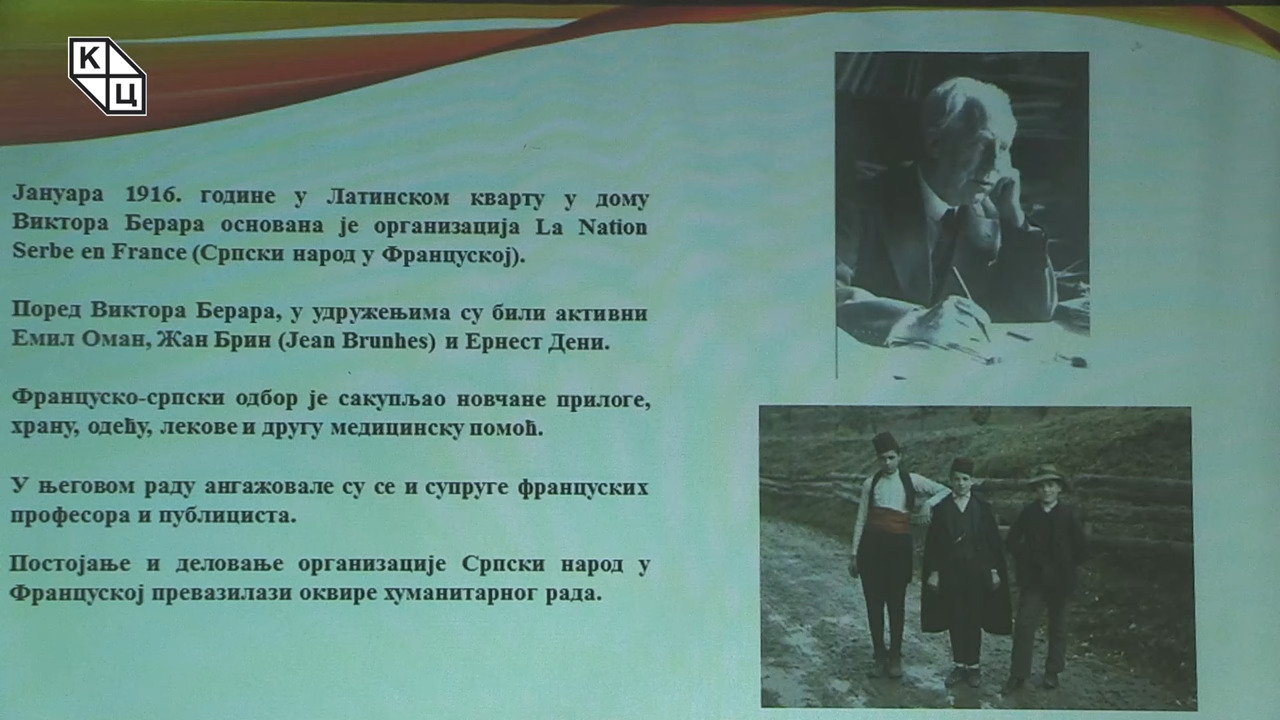 К
Ц
Јануара 1916. године у Латинском кварту у дому
Виктора Берара основана је организација La Nation
Serbe en France (Српски народ у Француској).
Поред Виктора Берара, у удружењима су били активни
Емил Оман, Жан Брин (Jean Brunhes) и Ернест Дени.
Француско-српски одбор је сакупљао новчане прилоге,
храну, одећу, лекове и другу медицинску помоћ.
У његовом раду ангажовале су се и супруге француских
професора и публициста.
Постојање и деловање организације Српски народ у
Француској превазилази оквире хуманитарног рада.